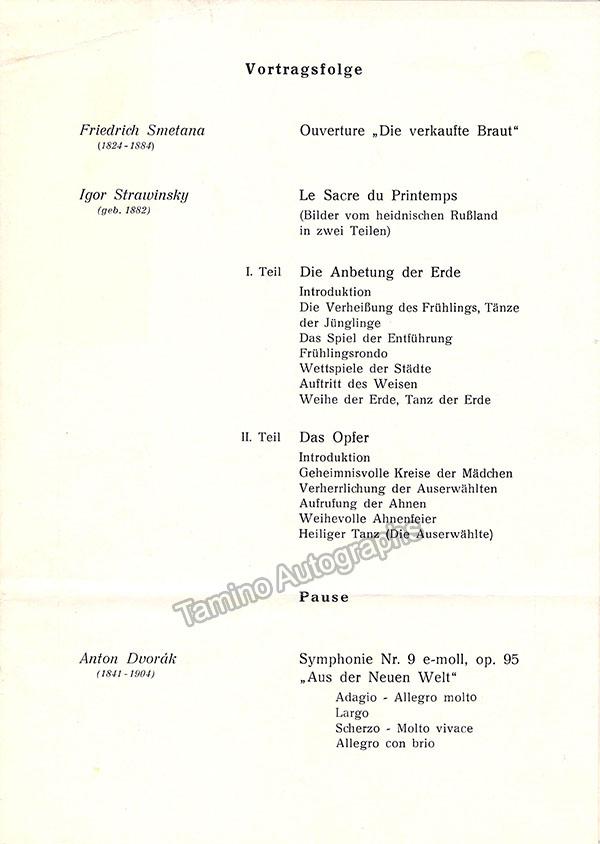 Vortragsfolge
Friedrich Smetana Ouverture „Die verkaufte Braut“
(1824 - 1884)
Igor Strawinsky Le Sacre du Printemps
(geb. 1882) (Bilder vom heidnischen Rußland
in zwei Teilen)
I. Teil Die Anbetung der Erde
Introduktion
Die Verheißung des Frühlings, Tänze
der Jünglinge
Das Spiel der Entführung
Frühlingsrondo
Wettspiele der Städte
Auftritt des Weisen
Weihe der Erde, Tanz der Erde
II. Teil Das Opfer
Introduktion
Geheimnisvolle Kreise der Mädchen
Verherrlichung der Auserwählten
Aufrufung der Ahnen
Weihevolle Ahnenfeier
Heiliger Tanz (Die Auserwählte)
Tamino Autographs
Pause
Anton Dvorák Symphonie Nr. 9 e-moll, op. 95
(1841 - 1904) „Aus der Neuen Welt“
Adagio - Allegro molto
Largo
Scherzo - Molto vivace
Allegro con brio